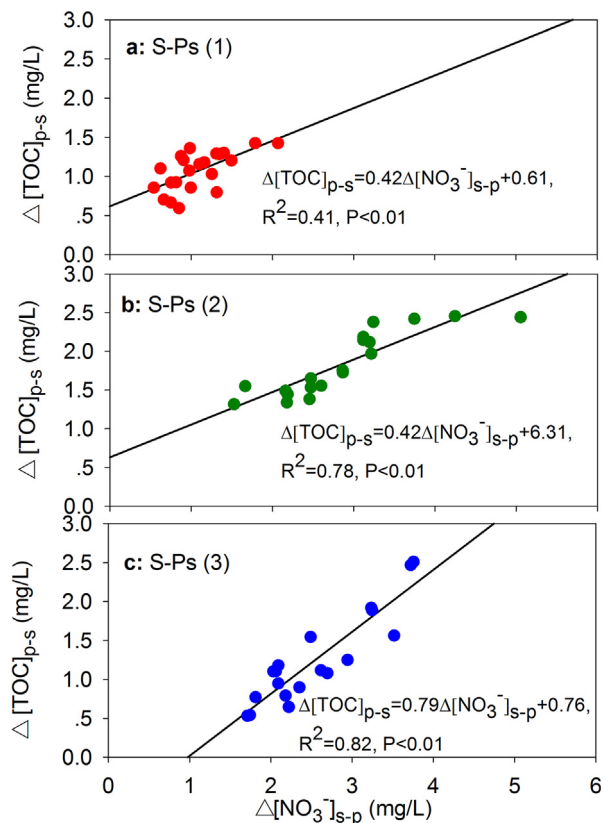 3.0
a: S-Ps (1)
2.5
2.0
1.5
1.0
.5
0.0
△ [TOC]p-s (mg/L)
Δ[TOC]p-s=0.42Δ[NO3-]s-p+0.61,
R2=0.41, P<0.01
3.0
b: S-Ps (2)
2.5
2.0
1.5
1.0
.5
0.0
△ [TOC]p-s (mg/L)
Δ[TOC]p-s=0.42Δ[NO3-]s-p+6.31,
R2=0.78, P<0.01
3.0
c: S-Ps (3)
2.5
2.0
1.5
1.0
.5
0.0
△ [TOC]p-s (mg/L)
Δ[TOC]p-s=0.79Δ[NO3-]s-p+0.76,
R2=0.82, P<0.01
0 1 2 3 4 5 6
△[NO3-]s-p (mg/L)